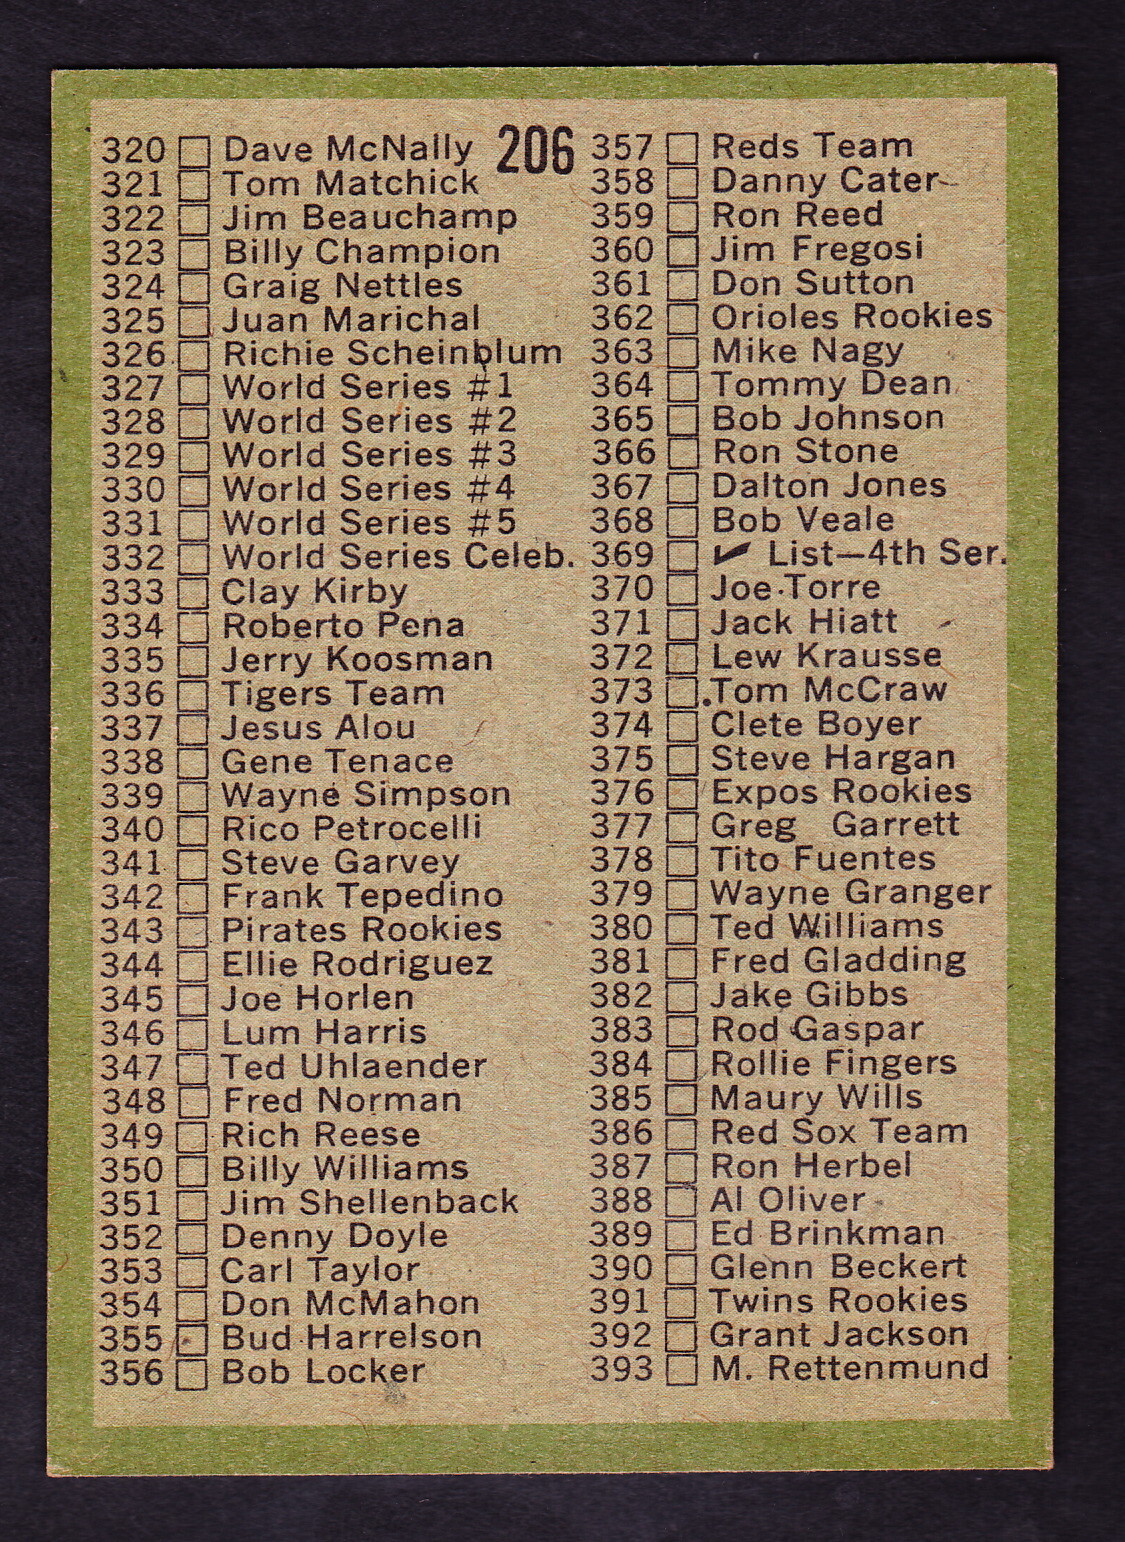 206
320 Dave McNally
321 Tom Matchick
322 Jim Beauchamp
323 Billy Champion
324 Graig Nettles
325 Juan Marichal
326 Richie Scheinblum
327 World Series #1
328 World Series #2
329 World Series #3
330 World Series #4
331 World Series #5
332 World Series Celeb.
333 Clay Kirby
334 Roberto Pena
335 Jerry Koosman
336 Tigers Team
337 Jesus Alou
338 Gene Tenace
339 Wayne Simpson
340 Rico Petrocelli
341 Steve Garvey
342 Frank Tepedino
343 Pirates Rookies
344 Ellie Rodriguez
345 Joe Horlen
346 Lum Harris
347 Ted Uhlaender
348 Fred Norman
349 Rich Reese
350 Billy Williams
351 Jim Shellenback
352 Denny Doyle
353 Carl Taylor
354 Don McMahon
355 Bud Harrelson
356 Bob Locker
357 Reds Team
358 Danny Cater
359 Ron Reed
360 Jim Fregosi
361 Don Sutton
362 Orioles Rookies
363 Mike Nagy
364 Tommy Dean
365 Bob Johnson
366 Ron Stone
367 Dalton Jones
368 Bob Veale
369 ✔ List—4th Ser.
370 Joe Torre
371 Jack Hiatt
372 Lew Krausse
373 Tom McCraw
374 Clete Boyer
375 Steve Hargan
376 Expos Rookies
377 Greg Garrett
378 Tito Fuentes
379 Wayne Granger
380 Ted Williams
381 Fred Gladding
382 Jake Gibbs
383 Rod Gaspar
384 Rollie Fingers
385 Maury Wills
386 Red Sox Team
387 Ron Herbel
388 Al Oliver
389 Ed Brinkman
390 Glenn Beckert
391 Twins Rookies
392 Grant Jackson
393 M. Rettenmund